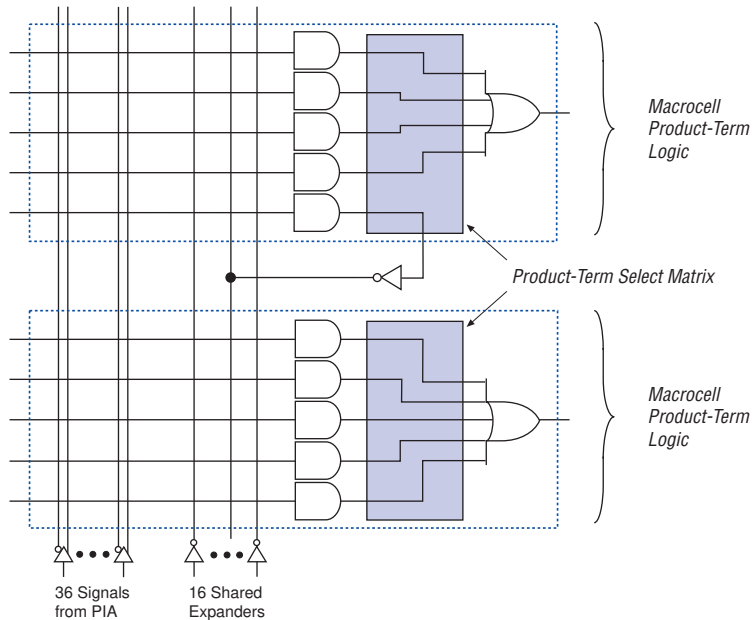 Macrocell
Product-Term
Logic
Product-Term Select Matrix
Macrocell
Product-Term
Logic
36 Signals
from PIA
16 Shared
Expanders